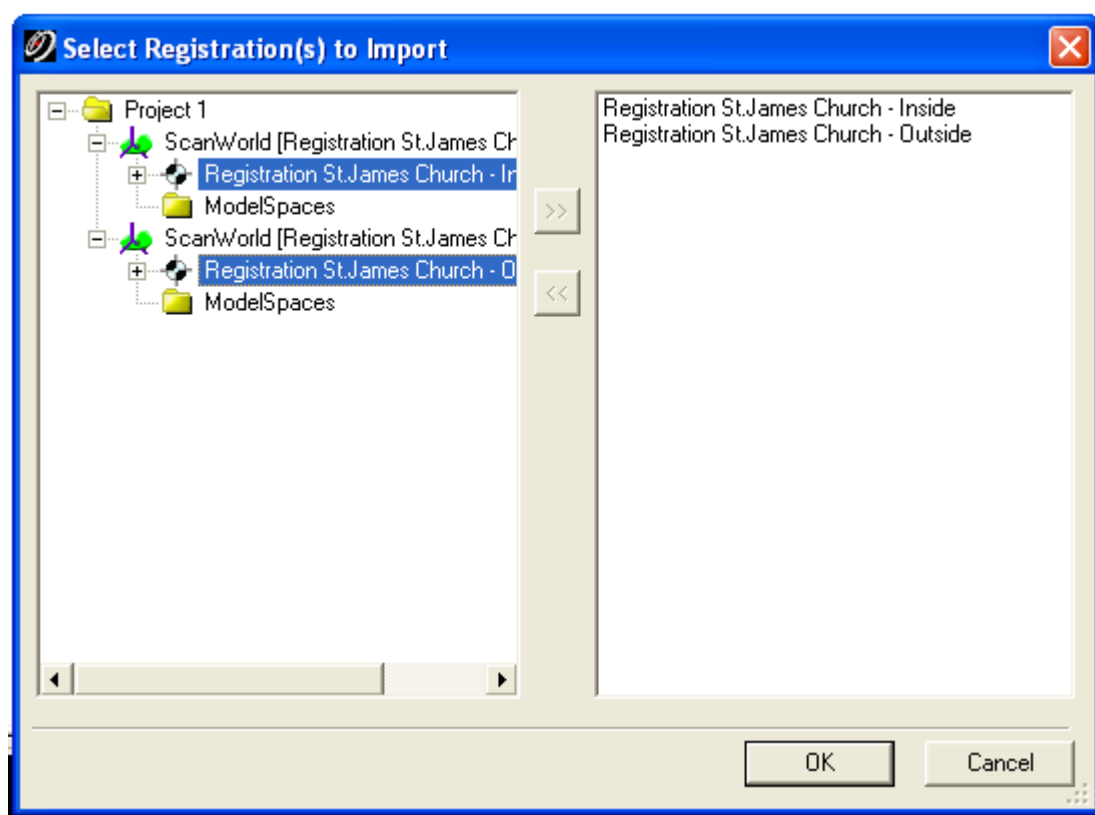 Select Registration(s) to Import
Project 1
ScanWorld [Registration St.James Ch
Registration St.James Church - In
ModelSpaces
ScanWorld [Registration St.James Ch
Registration St.James Church - O
ModelSpaces
>>
<<
Registration St.James Church - Inside
Registration St.James Church - Outside
OK
Cancel